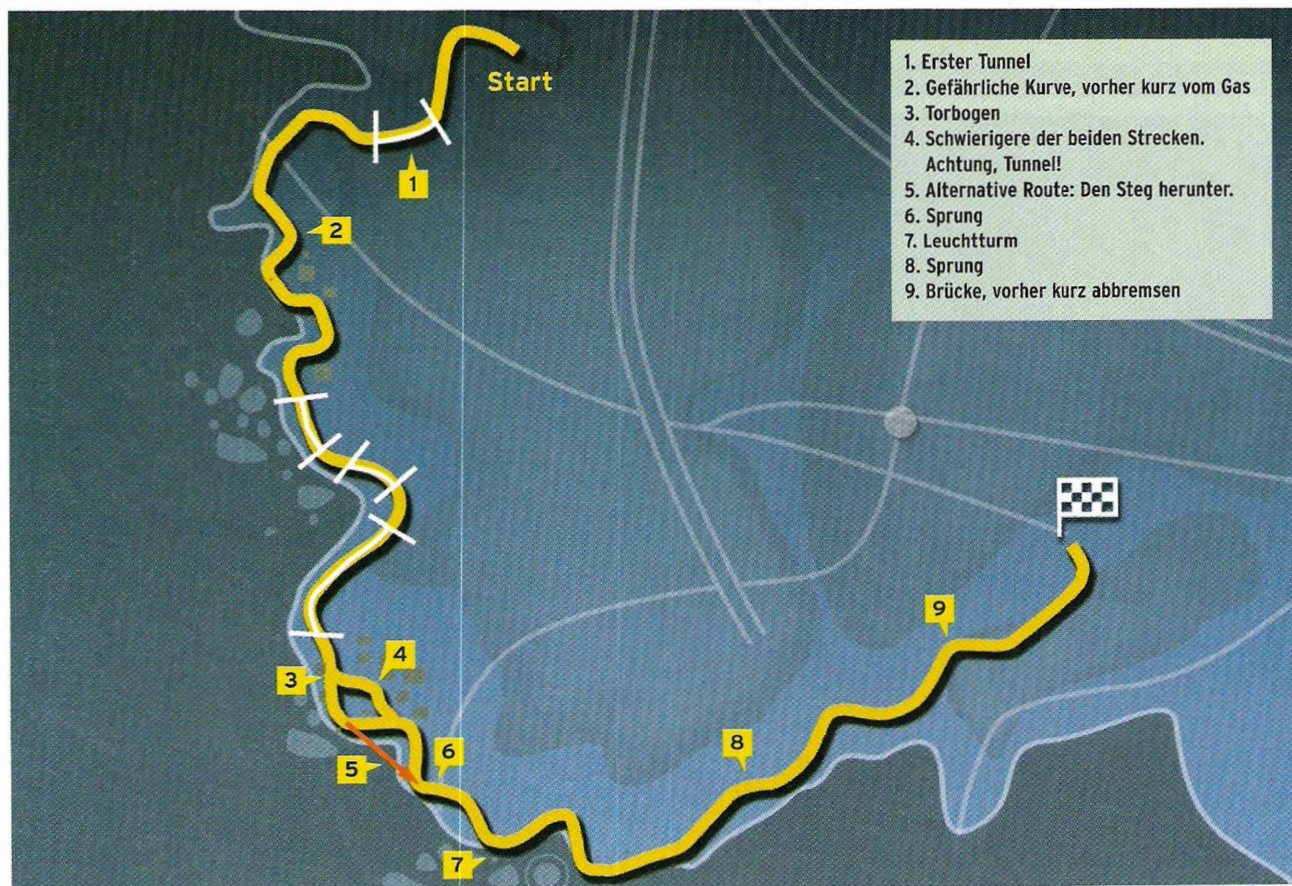 Start
1. Erster Tunnel
2. Gefährliche Kurve, vorher kurz vom Gas
3. Torbogen
4. Schwierigere der beiden Strecken.
Achtung, Tunnel!
5. Alternative Route: Den Steg herunter.
6. Sprung
7. Leuchtturm
8. Sprung
9. Brücke, vorher kurz abbremsen
1
2
3
4
5
6
7
8
9